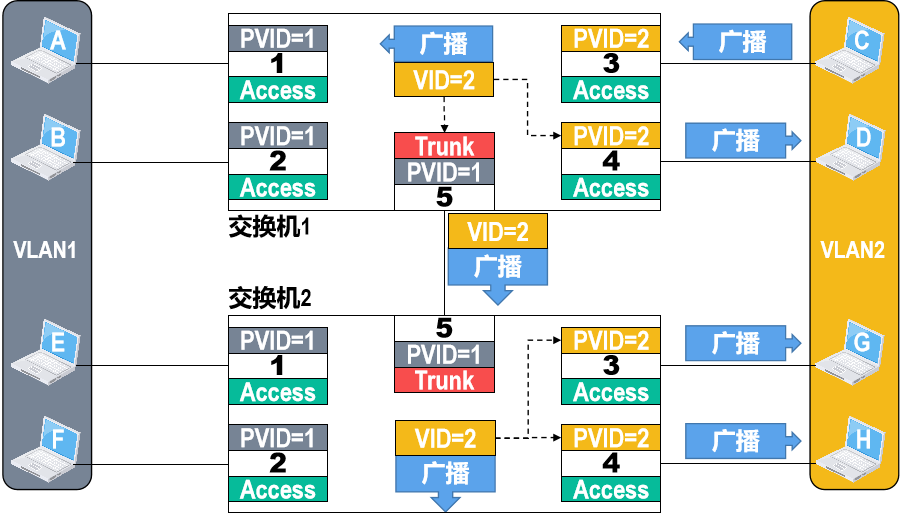 A
PVID=1
1
Access
广播
VID=2
PVID=2
3
Access
广播
C
B
PVID=1
2
Access
Trunk
PVID=1
5
PVID=2
4
Access
广播
D
交换机1
VID=2
广播
VLAN1
VLAN2
交换机2
E
PVID=1
1
Access
5
PVID=1
Trunk
PVID=2
3
Access
广播
G
F
PVID=1
2
Access
VID=2
广播
PVID=2
4
Access
广播
H